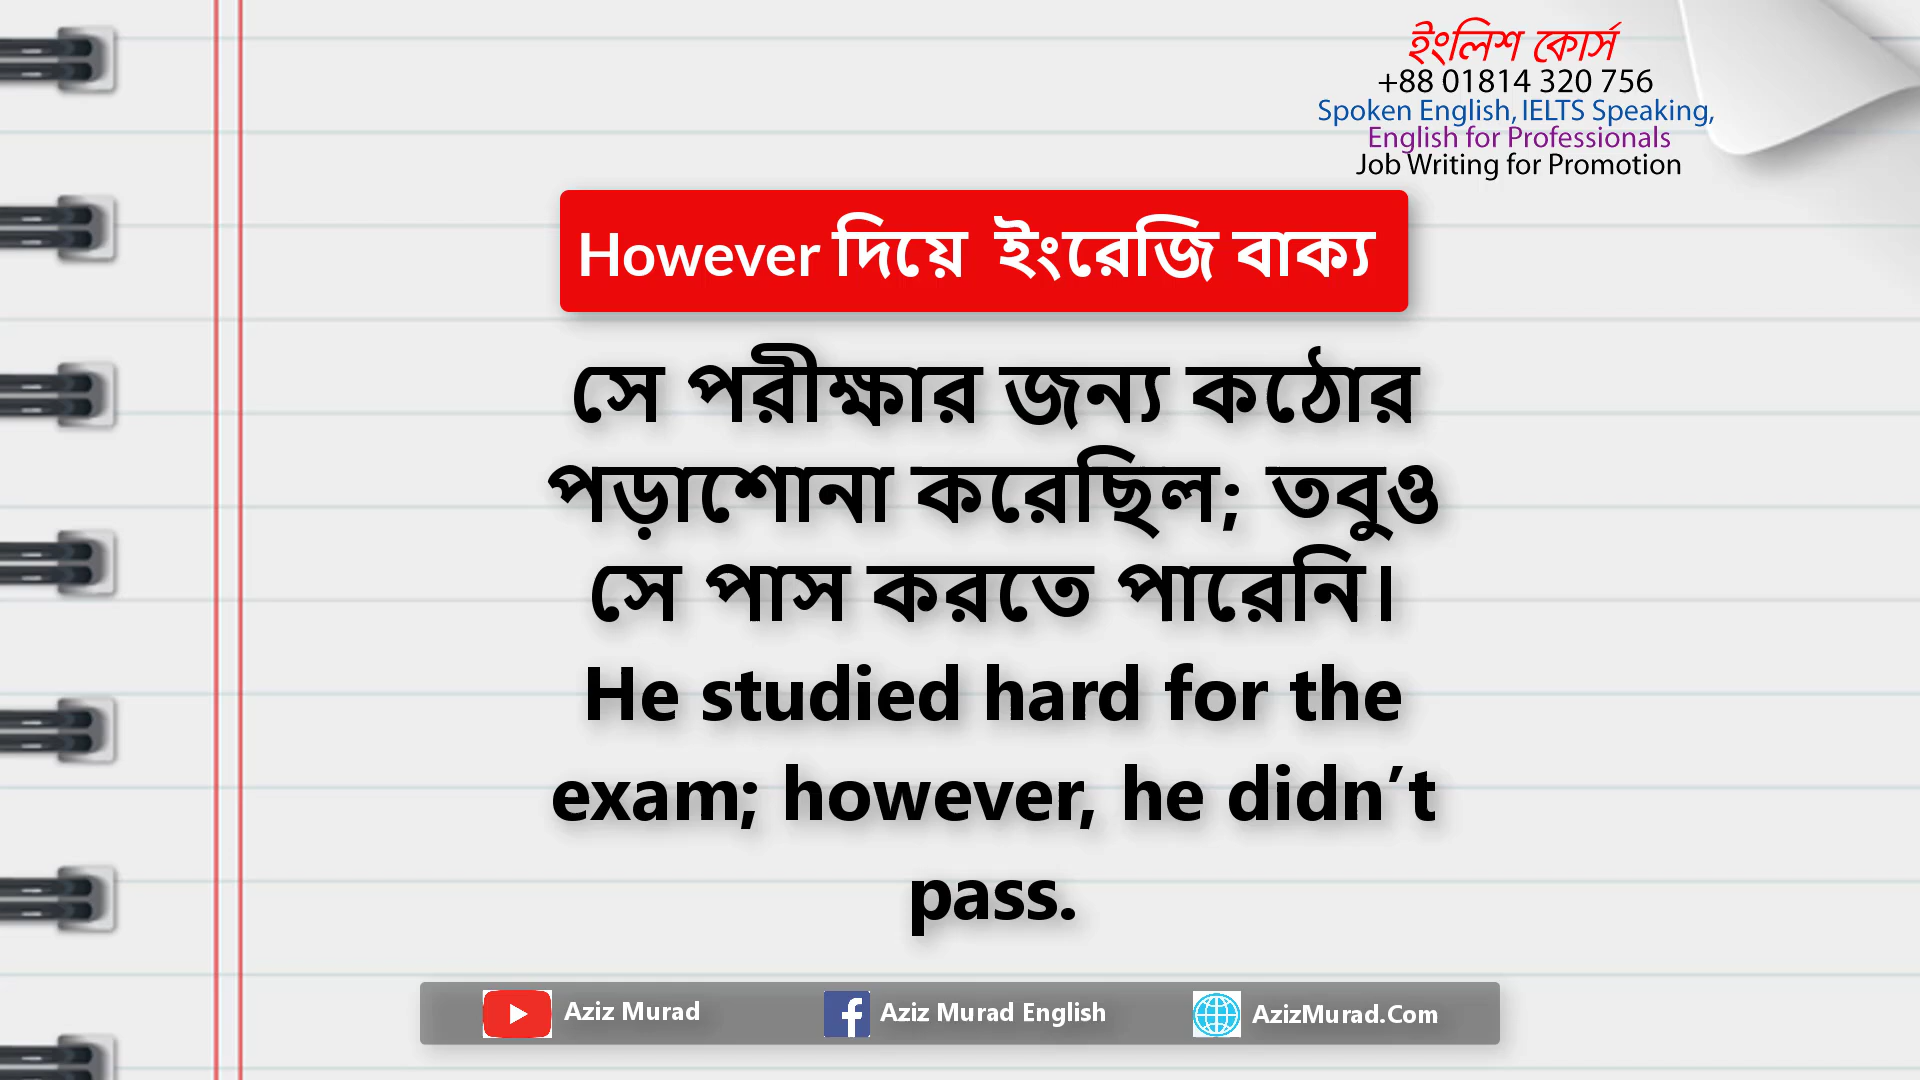 ইংলিশ কোর্স
+88 01814 320 756
Spoken English, IELTS Speaking,
English for Professionals
Job Writing for Promotion
However দিয়ে ইংরেজি বাক্য
সে পরীক্ষার জন্য কঠোর
পড়াশোনা করেছিল; তবুও
সে পাস করতে পারেনি।
He studied hard for the
exam; however, he didn’t
pass.
Aziz Murad
Aziz Murad English
AzizMurad.Com